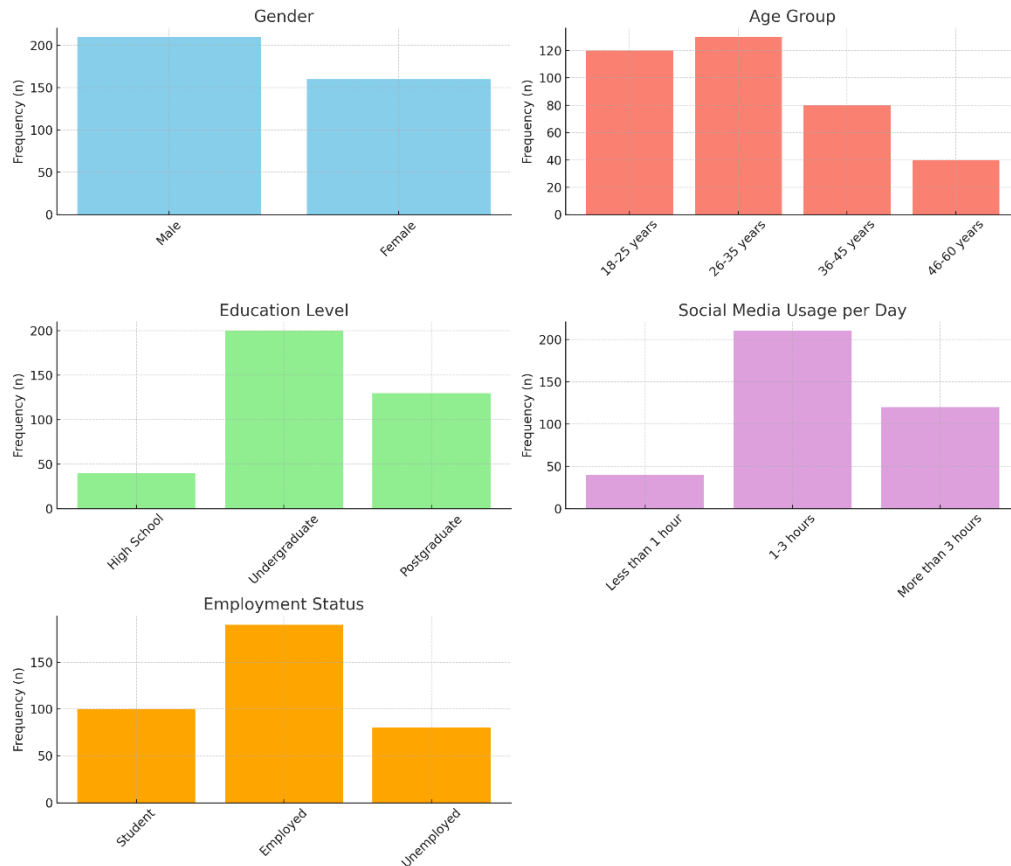 Gender
Frequency (n)
200
150
100
50
0
Male
Female
Age Group
Frequency (n)
120
100
80
60
40
20
0
18-25 years
26-35 years
36-45 years
46-60 years
Education Level
Frequency (n)
200
150
100
50
0
High School
Undergraduate
Postgraduate
Social Media Usage per Day
Frequency (n)
200
150
100
50
0
Less than 1 hour
1-3 hours
More than 3 hours
Employment Status
Frequency (n)
150
100
50
0
Student
Employed
Unemployed